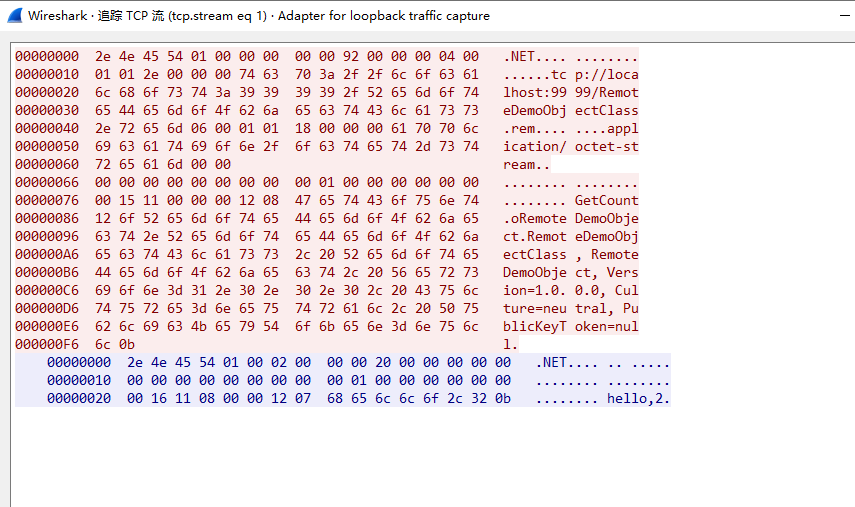 Wireshark · 追踪 TCP 流 (tcp.stream eq 1) · Adapter for loopback traffic capture
00000000  2e 4e 45 54 01 00 00 00  00 00 92 00 00 00 04 00   .NET.... ........
00000010  01 01 2e 00 00 00 74 63  70 3a 2f 2f 6c 6f 63 61   ......tc p://loca
00000020  6c 68 6f 73 74 3a 39 39  39 39 2f 52 65 6d 6f 74   lhost:99 99/Remot
00000030  65 44 65 6d 6f 4f 62 6a  65 63 74 43 6c 61 73 73   eDemoObj ectClass
00000040  2e 72 65 6d 06 00 01 01  18 00 00 00 61 70 70 6c   .rem.... ....appl
00000050  69 63 61 74 69 6f 6e 2f  6f 63 74 65 74 2d 73 74   ication/ octet-st
00000060  72 65 61 6d 00 00   ream..
00000066  00 00 00 00 00 00 00 00  00 01 00 00 00 00 00 00   ........ ........
00000076  00 15 11 00 00 00 12 08  47 65 74 43 6f 75 6e 74   ........ GetCount
00000086  12 6f 52 65 6d 6f 74 65  44 65 6d 6f 4f 62 6a 65   .oRemote DemoObje
00000096  63 74 2e 52 65 6d 6f 74  65 44 65 6d 6f 4f 62 6a   ct.Remot eDemoObj
000000A6  65 63 74 43 6c 61 73 73  2c 20 52 65 6d 6f 74 65   ectClass , Remote
000000B6  44 65 6d 6f 4f 62 6a 65  63 74 2c 20 56 65 72 73   DemoObje ct, Vers
000000C6  69 6f 6e 3d 31 2e 30 2e  30 2e 30 2c 20 43 75 6c   ion=1.0. 0.0, Cul
000000D6  74 75 72 65 3d 6e 65 75  74 72 61 6c 2c 20 50 75   ture=neu tral, Pu
000000E6  62 6c 69 63 4b 65 79 54  6f 6b 65 6e 3d 6e 75 6c   blicKeyT oken=nul
000000F6  6c 0b   l.
00000000  2e 4e 45 54 01 00 02 00  00 00 20 00 00 00 00 00   .NET.... .. .....
00000010  00 00 00 00 00 00 00 00  00 01 00 00 00 00 00 00   ........ ........
00000020  00 16 11 08 00 00 12 07  68 65 6c 6c 6f 2c 32 0b   ........ hello,2.